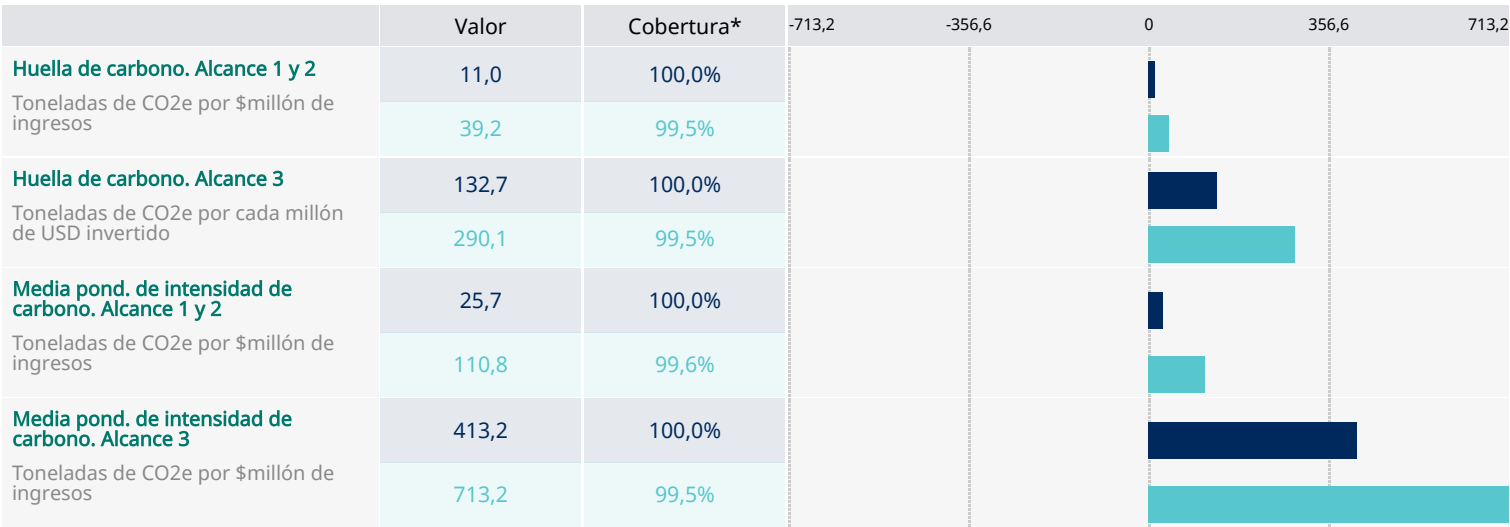 Valor Cobertura* -713,2 -356,6 0 356,6 713,2
Huella de carbono. Alcance 1 y 2
Toneladas de CO2e por $millón de
ingresos
11,0 100,0%
39,2 99,5%
Huella de carbono. Alcance 3
Toneladas de CO2e por cada millón
de USD invertido
132,7 100,0%
290,1 99,5%
Media pond. de intensidad de
carbono. Alcance 1 y 2
Toneladas de CO2e por $millón de
ingresos
25,7 100,0%
110,8 99,6%
Media pond. de intensidad de
carbono. Alcance 3
Toneladas de CO2e por $millón de
ingresos
413,2 100,0%
713,2 99,5%